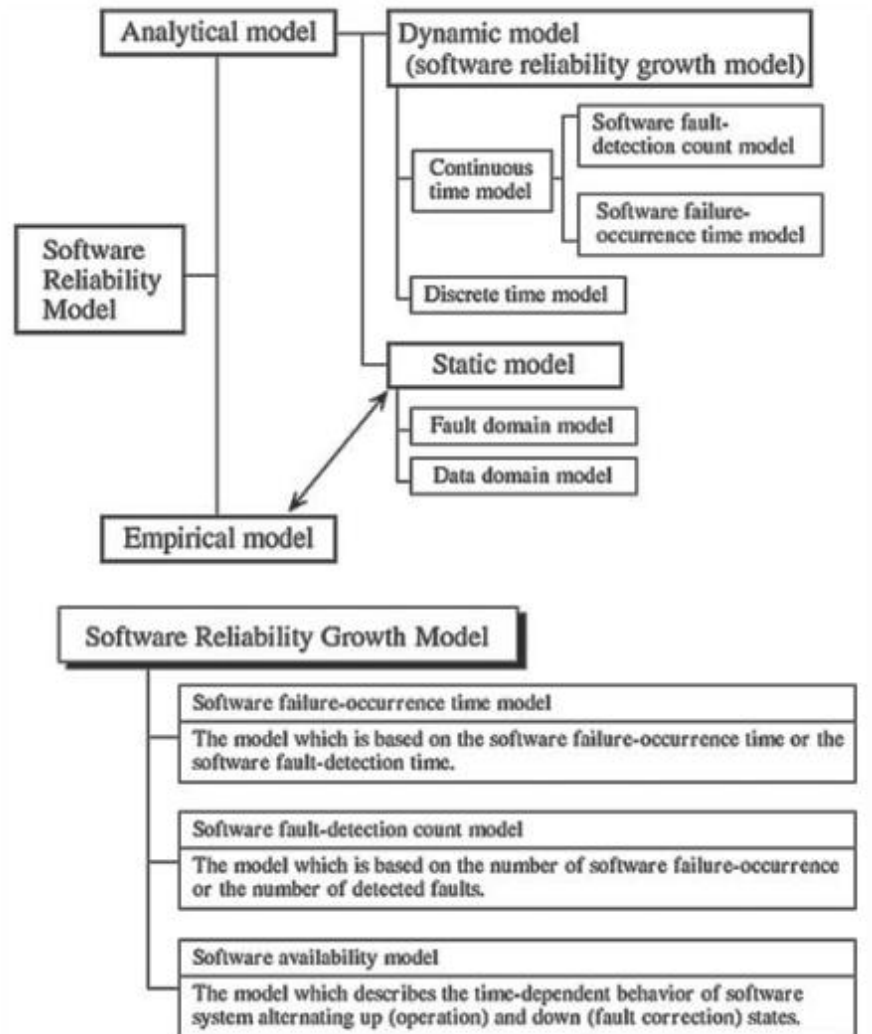 Analytical model
Dynamic model
(software reliability growth model)
Software fault-
detection count model
Continuous
time model
Software failure-
occurrence time model
Software
Reliability
Model
Discrete time model
Static model
Fault domain model
Data domain model
Empirical model
Software Reliability Growth Model
Software failure-occurrence time model
The model which is based on the software failure-occurrence time or the
software fault-detection time.
Software fault-detection count model
The model which is based on the number of software failure-occurrence
or the number of detected faults.
Software availability model
The model which describes the time-dependent behavior of software
system alternating up (operation) and down (fault correction) states.